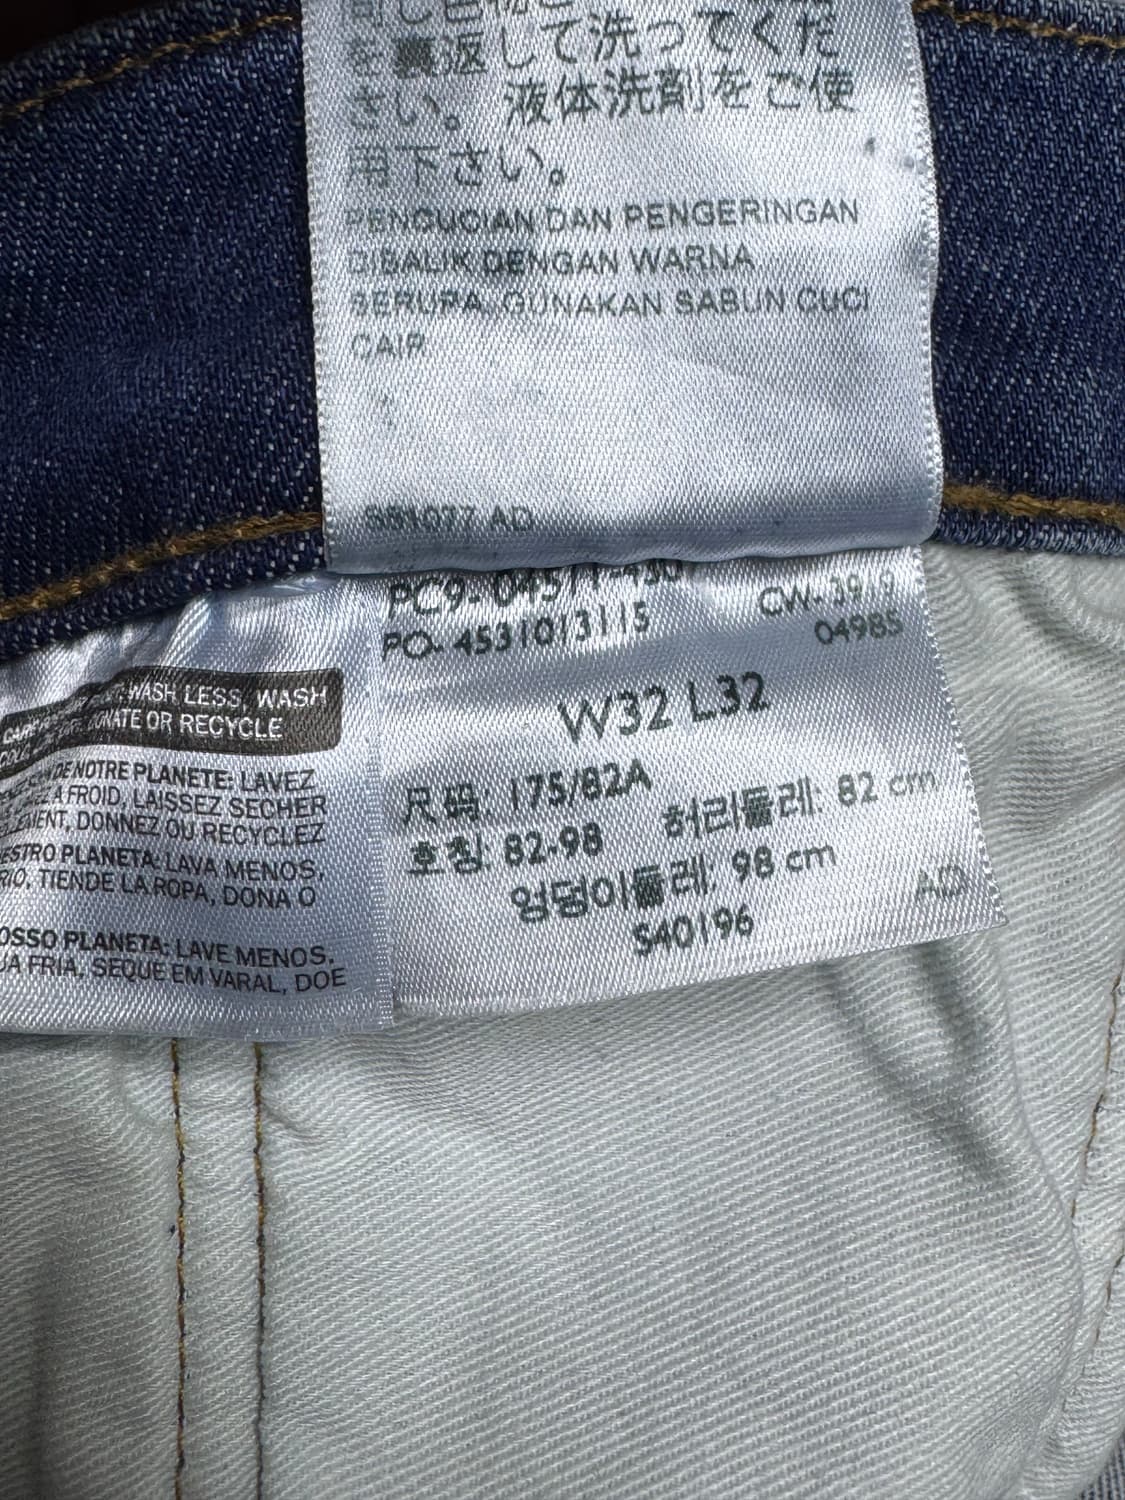 を裏返して洗ってくだ
さい。液体洗剤をご使
用下さい。
PENCUCIAN DAN PENGERINGAN
DIBALIK DENGAN WARNA
SERUPA. GUNAKAN SABUN CUCI
CAIR
AD
PC9-
PO-4531013115
04985
W32 L32
尺码: 175/82A
호칭: 82-98 허리둘레: 82 cm
엉덩이둘레: 98 cm
AD
S40196
WASH LESS, WASH
DONATE OR RECYCLE
DE NOTRE PLANETE: LAVEZ
A FROID, LAISSEZ SECHER
DONNEZ OU RECYCLEZ
PLANETA: LAVA MENOS,
TIENDE LA ROPA, DONA O
PLANETA: LAVE MENOS,
FRIA, SEQUE EM VARAL, DOE